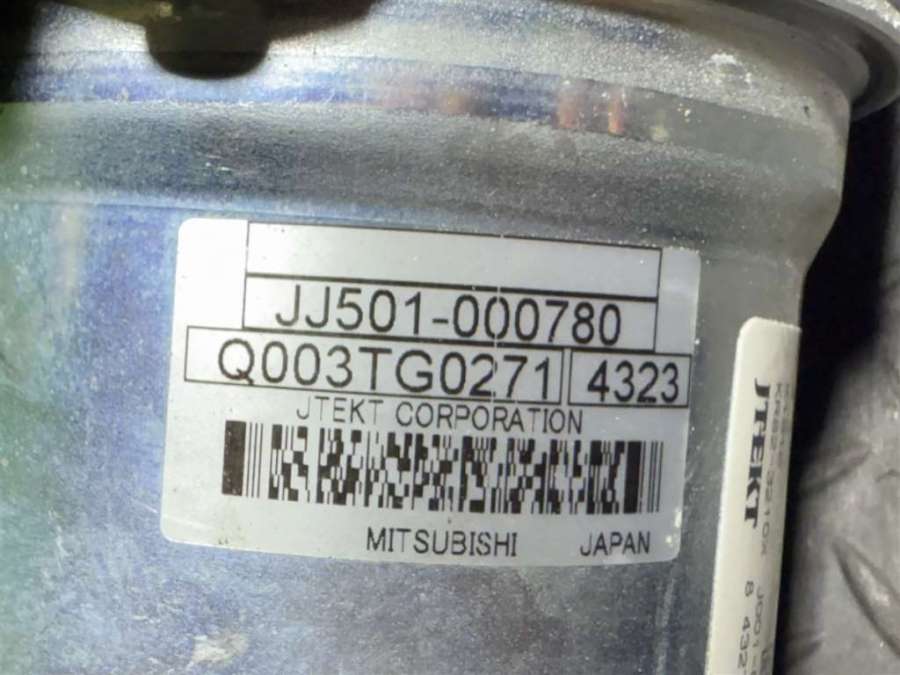 JJ501-000780
Q003TG0271 4323
JTEKT CORPORATION
MITSUBISHI JAPAN
JTEKT